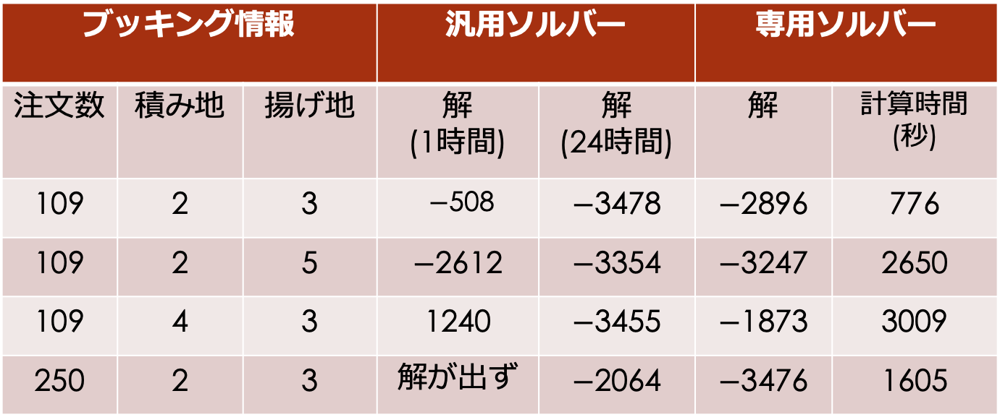 ブッキング情報 汎用ソルバー 専用ソルバー
注文数 積み地 揚げ地 解 解 解 計算時間
(1時間) (24時間) (秒)
109 2 3 −508 −3478 −2896 776
109 2 5 −2612 −3354 −3247 2650
109 4 3 1240 −3455 −1873 3009
250 2 3 解が出ず −2064 −3476 1605